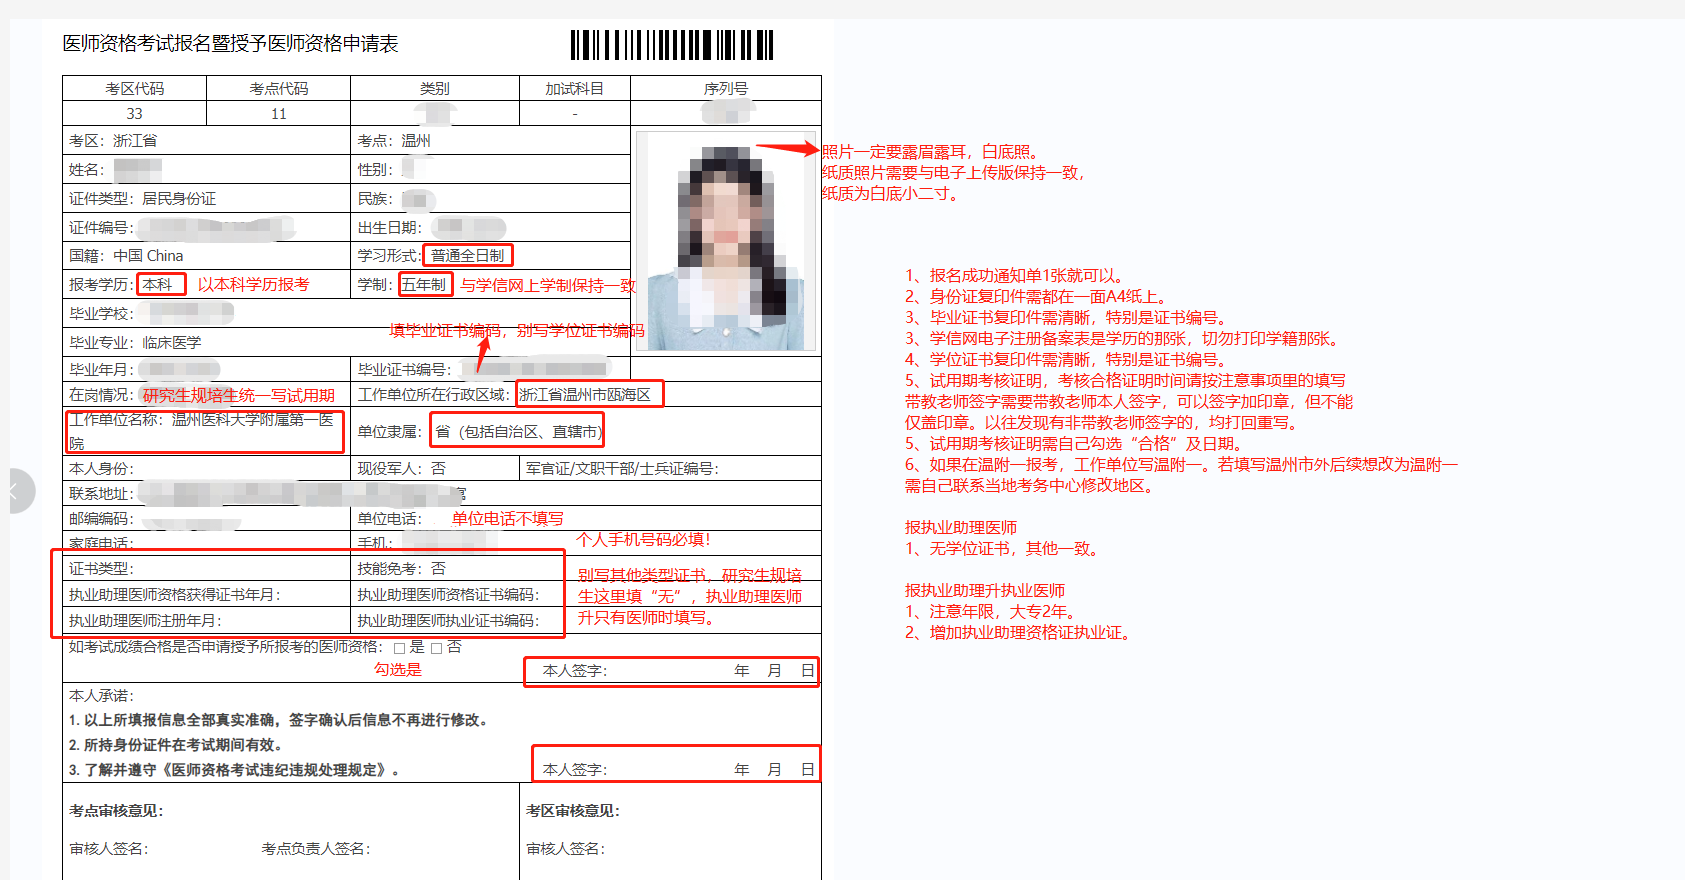 医师资格考试报名暨授予医师资格申请表
考区代码 考点代码 类别 加试科目 序列号
33 11 -
考区：浙江省 考点：温州
姓名： 性别：
证件类型：居民身份证 民族：
证件编号： 出生日期：
国籍：中国 China 学习形式：普通全日制
报考学历：本科 以本科学历报考 学制：五年制 与学信网上学制保持一致
毕业学校：
填毕业证书编码，别写学位证书编码
毕业专业：临床医学
毕业年月： 毕业证书编号：
在岗情况： 研究生规培生统一写试用期 工作单位所在行政区域：浙江省温州市瓯海区
工作单位名称：温州医科大学附属第一医
院
单位隶属：省（包括自治区、直辖市）
本人身份： 现役军人：否 军官证/文职干部/士兵证编号：
联系地址：
邮编编码： 单位电话： 单位电话不填写
家庭电话： 手机： 个人手机号码必填！
证书类型： 技能免考：否
执业助理医师资格获得证书年月： 执业助理医师资格证书编码：
执业助理医师注册年月： 执业助理医师执业证书编码：
别写其他类型证书，研究生规培
生这里填“无”，执业助理医师
升只有医师时填写。
如考试成绩合格是否申请授予所报考的医师资格：□是 □否
勾选是
本人签字： 年 月 日
本人承诺：
1. 以上所填报信息全部真实准确，签字确认后信息不再进行修改。
2. 所持身份证件在考试期间有效。
3. 了解并遵守《医师资格考试违纪违规处理规定》。
本人签字： 年 月 日
考点审核意见： 考区审核意见：
审核人签名： 考点负责人签名： 审核人签名：
照片一定要露眉露耳，白底照。
纸质照片需要与电子上传版保持一致，
纸质为白底小二寸。
1、报名成功通知单1张就可以。
2、身份证复印件需都在一面A4纸上。
3、毕业证书复印件需清晰，特别是证书编号。
3、学信网电子注册备案表是学历的那张，切勿打印学籍那张。
4、学位证书复印件需清晰，特别是证书编号。
5、试用期考核证明，考核合格证明时间请按注意事项里的填写
带教老师签字需要带教老师本人签字，可以签字加印章，但不能
仅盖印章。以往发现有非带教老师签字的，均打回重写。
5、试用期考核证明需自己勾选“合格”及日期。
6、如果在温附一报考，工作单位写温附一。若填写温州市外后续想改为温附一
需自己联系当地考务中心修改地区。
报执业助理医师
1、无学位证书，其他一致。
报执业助理升执业医师
1、注意年限，大专2年。
2、增加执业助理资格证执业证。